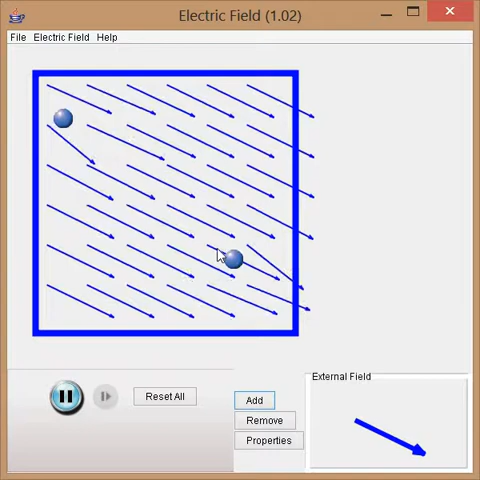 Electric Field (1.02)
File Electric Field Help
External Field
Reset All
Add
Remove
Properties